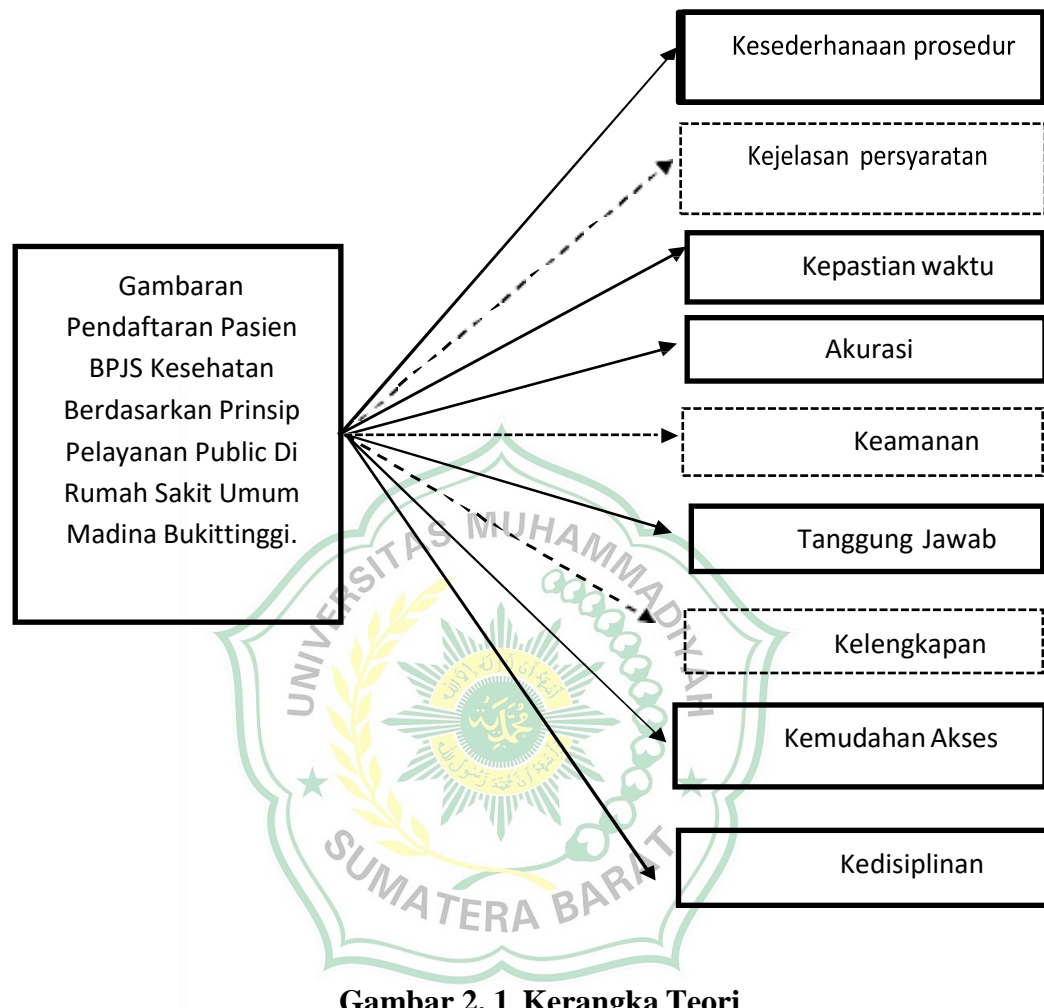 Kesederhanaan prosedur
Kejelasan persyaratan
Gambaran
Pendaftaran Pasien
BPJS Kesehatan
Berdasarkan Prinsip
Pelayanan Public Di
Rumah Sakit Umum
Madina Bukittinggi.
Kepastian waktu
Akurasi
Keamanan
Tanggung Jawab
Kelengkapan
Kemudahan Akses
Kedisiplinan
UNIVERSITAS MUHAMMADIYAH
SUMATERA BARAT
Gambar 2. 1 Kerangka Teori